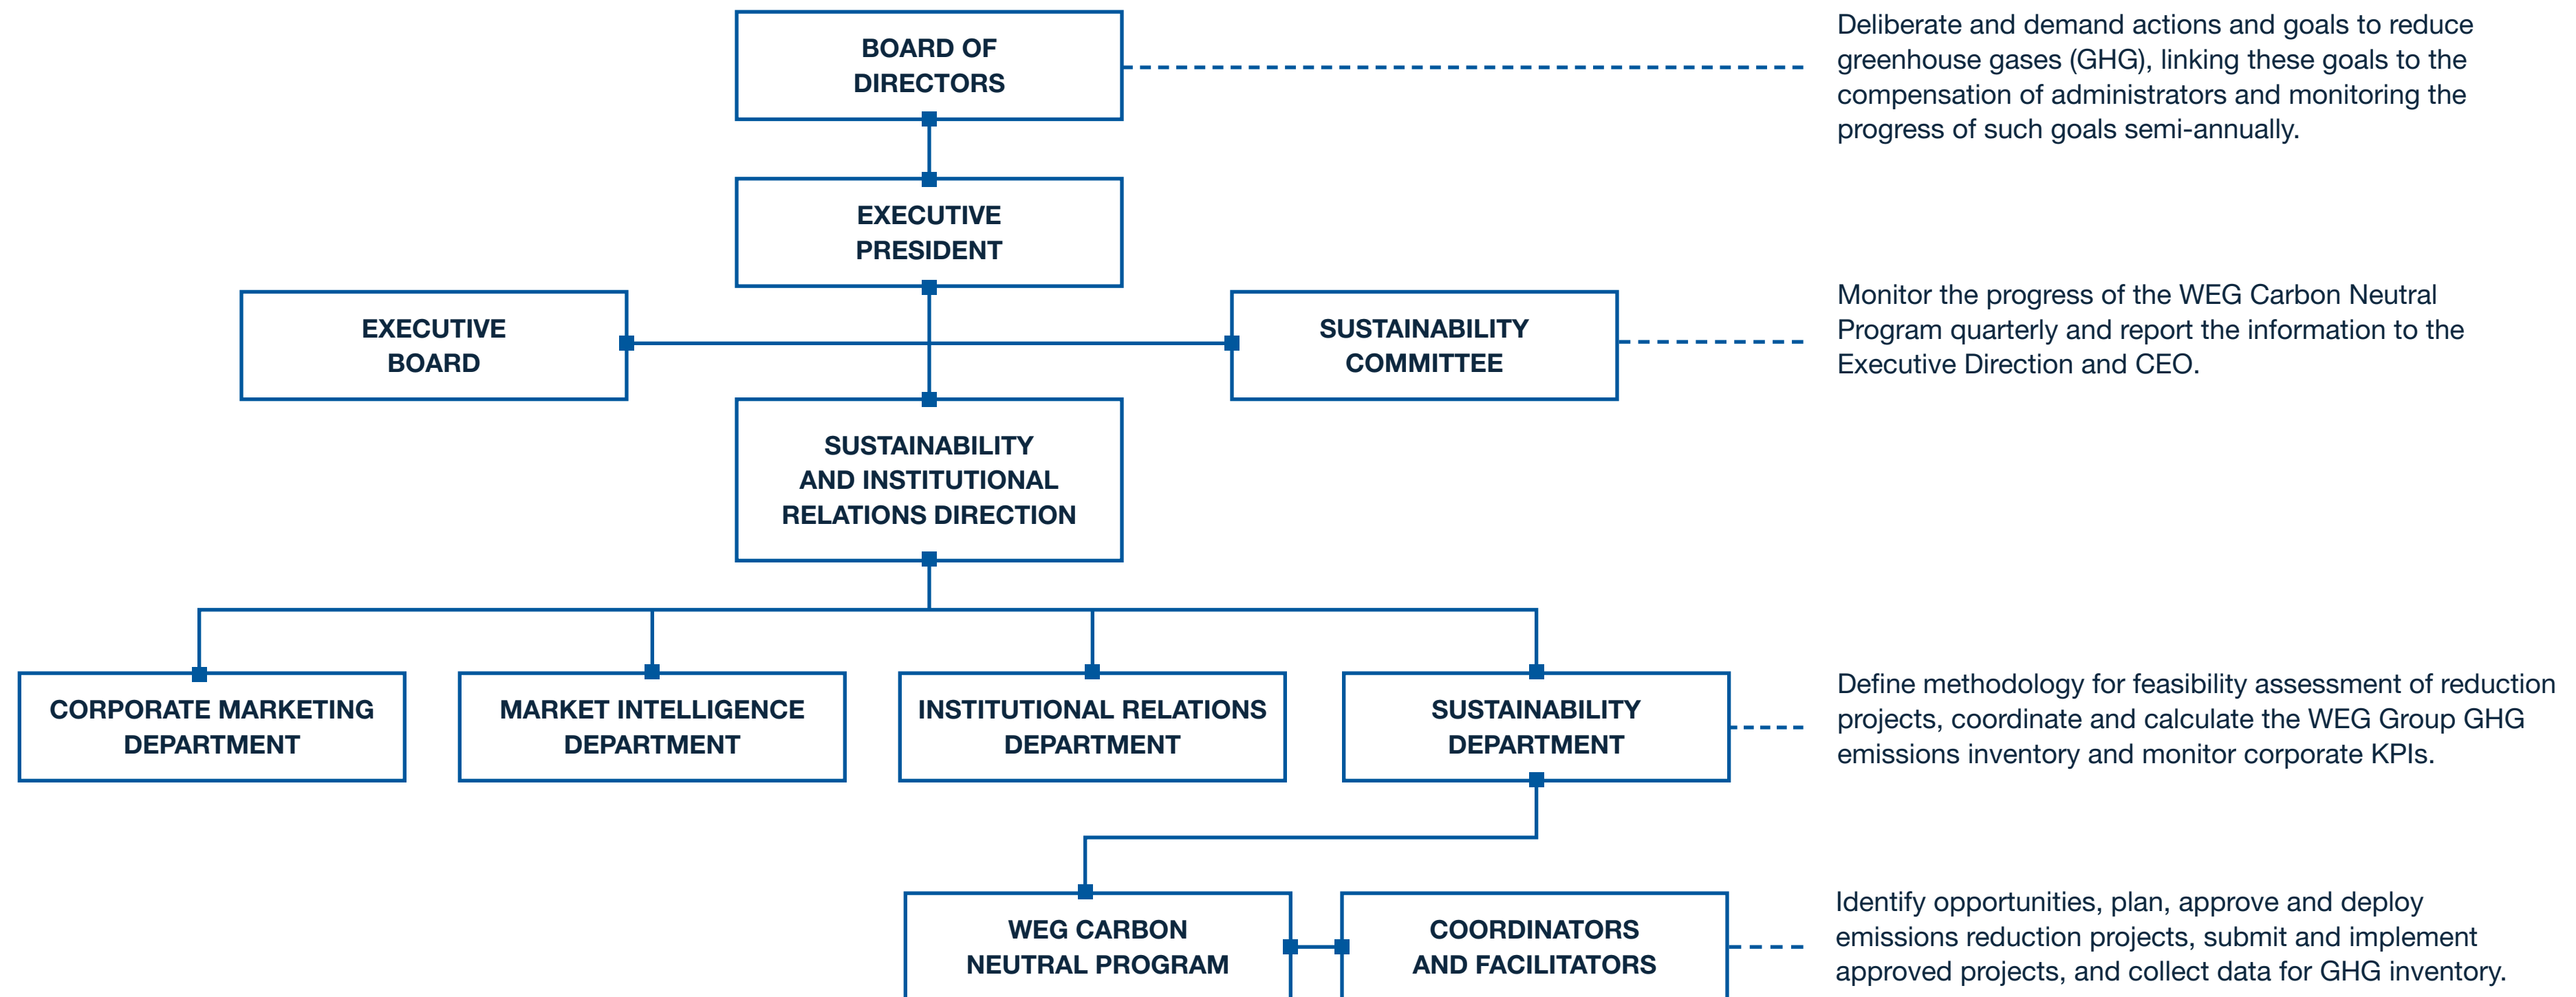 BOARD OF
DIRECTORS
Deliberate and demand actions and goals to reduce
greenhouse gases (GHG), linking these goals to the
compensation of administrators and monitoring the
progress of such goals semi-annually.
EXECUTIVE
PRESIDENT
EXECUTIVE
BOARD
SUSTAINABILITY
COMMITTEE
Monitor the progress of the WEG Carbon Neutral
Program quarterly and report the information to the
Executive Direction and CEO.
SUSTAINABILITY
AND INSTITUTIONAL
RELATIONS DIRECTION
CORPORATE MARKETING
DEPARTMENT
MARKET INTELLIGENCE
DEPARTMENT
INSTITUTIONAL RELATIONS
DEPARTMENT
SUSTAINABILITY
DEPARTMENT
Define methodology for feasibility assessment of reduction
projects, coordinate and calculate the WEG Group GHG
emissions inventory and monitor corporate KPIs.
WEG CARBON
NEUTRAL PROGRAM
COORDINATORS
AND FACILITATORS
Identify opportunities, plan, approve and deploy
emissions reduction projects, submit and implement
approved projects, and collect data for GHG inventory.